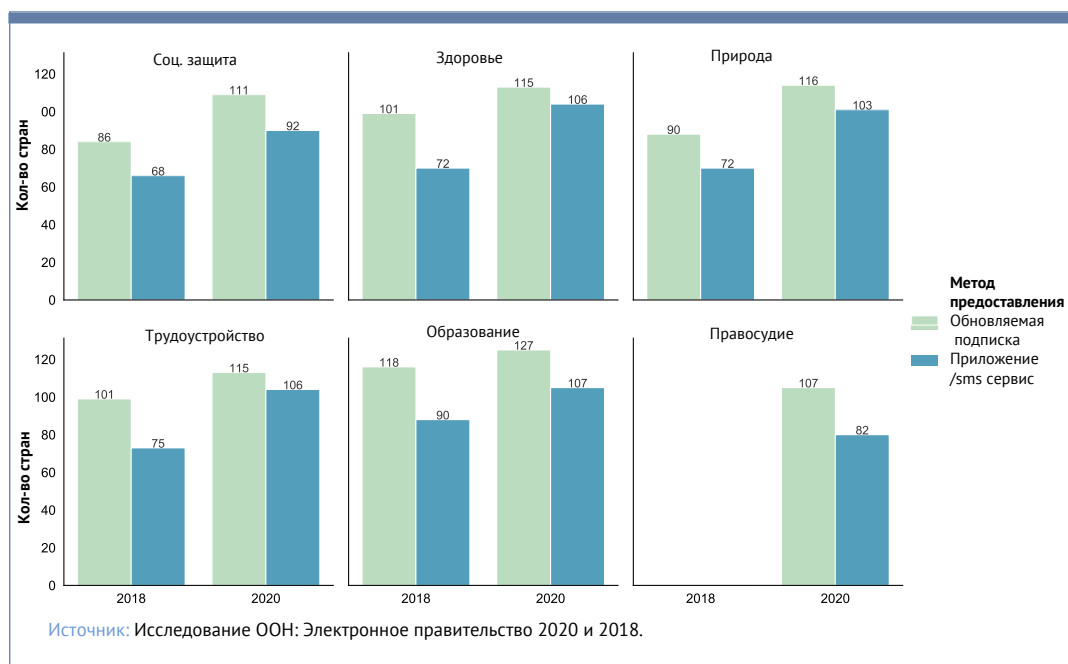 Соц. защита
Здоровье
Природа
Кол-во стран
120
00
80
60
40
20
0
86
68
111
92
101
72
115
106
90
72
116
103
Трудоустройство
Образование
Правосудие
Кол-во стран
120
100
80
60
40
20
0
101
75
115
106
118
90
127
107
107
82
2018
2020
2018
2020
2018
2020
Метод
предоставления
Обновляемая
подписка
Приложение
/sms сервис
Источник: Исследование ООН: Электронное правительство 2020 и 2018.